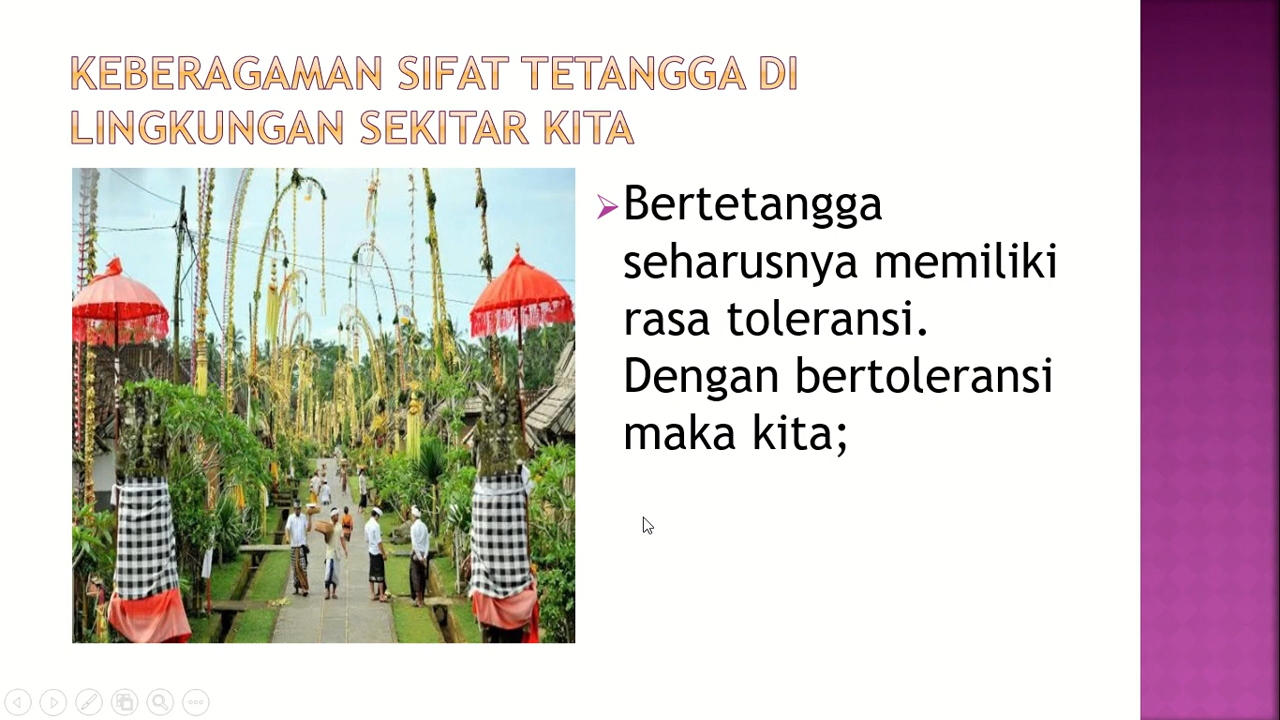 KEBERAGAMAN SIFAT TETANGGA DI
LINGKUNGAN SEKITAR KITA
Bertetangga
seharusnya memiliki
rasa toleransi.
Dengan bertoleransi
maka kita;